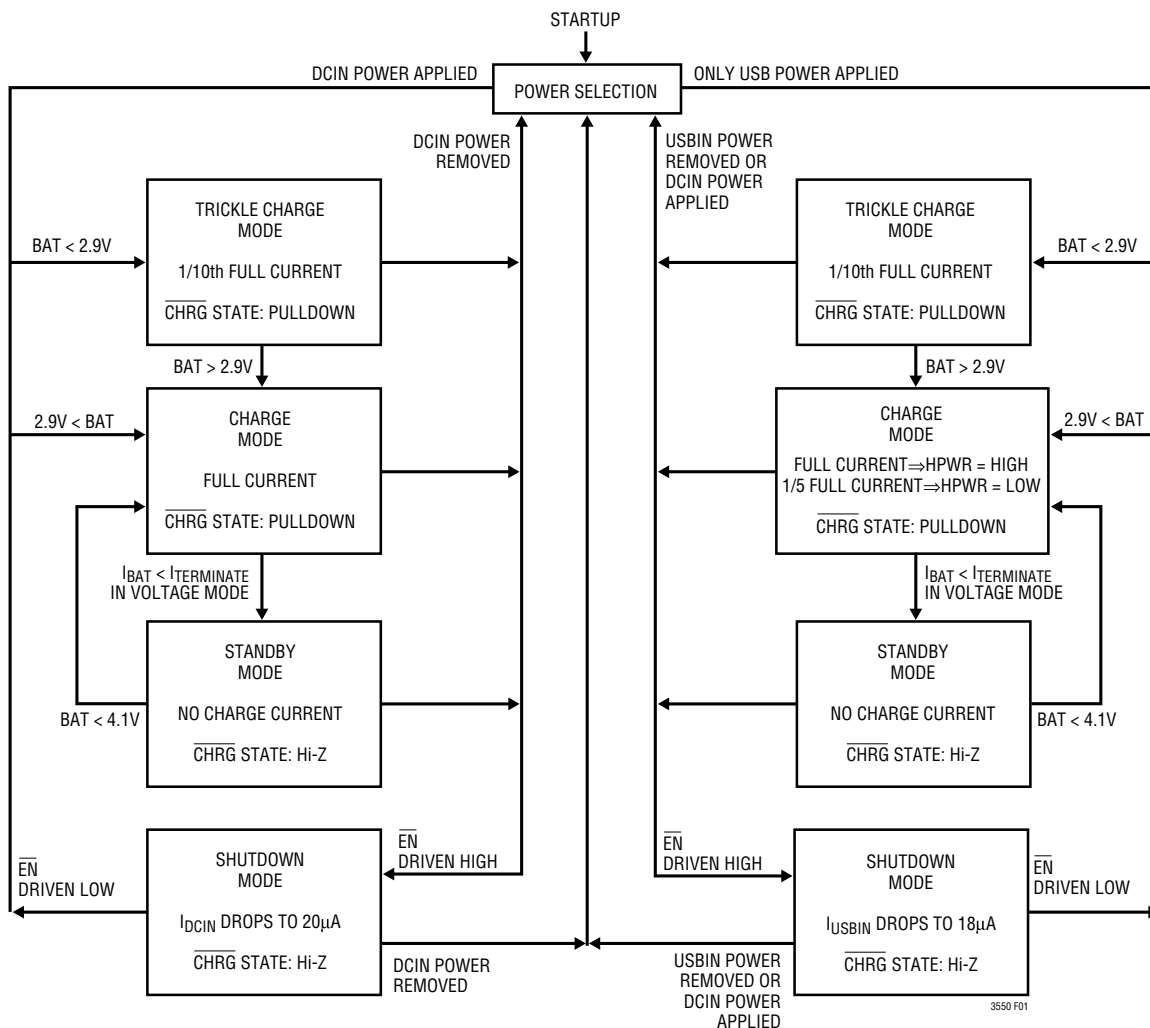 STARTUP
DCIN POWER APPLIED
POWER SELECTION
ONLY USB POWER APPLIED
DCIN POWER
REMOVED
USBIN POWER
REMOVED OR
DCIN POWER
APPLIED
BAT < 2.9V
TRICKLE CHARGE
MODE
1/10th FULL CURRENT
CHRG STATE: PULLDOWN
BAT > 2.9V
2.9V < BAT
CHARGE
MODE
FULL CURRENT
CHRG STATE: PULLDOWN
IBAT < ITERMINATE
IN VOLTAGE MODE
STANDBY
MODE
NO CHARGE CURRENT
CHRG STATE: Hi-Z
BAT < 4.1V
EN
DRIVEN LOW
SHUTDOWN
MODE
IDCIN DROPS TO 20μA
CHRG STATE: Hi-Z
EN
DRIVEN HIGH
DCIN POWER
REMOVED
TRICKLE CHARGE
MODE
1/10th FULL CURRENT
CHRG STATE: PULLDOWN
BAT < 2.9V
BAT > 2.9V
CHARGE
MODE
FULL CURRENT⇒HPWR = HIGH
1/5 FULL CURRENT⇒HPWR = LOW
CHRG STATE: PULLDOWN
2.9V < BAT
IBAT < ITERMINATE
IN VOLTAGE MODE
STANDBY
MODE
NO CHARGE CURRENT
CHRG STATE: Hi-Z
BAT < 4.1V
EN
DRIVEN HIGH
SHUTDOWN
MODE
IUSBIN DROPS TO 18μA
CHRG STATE: Hi-Z
EN
DRIVEN LOW
USBIN POWER
REMOVED OR
DCIN POWER
APPLIED
3550 F01